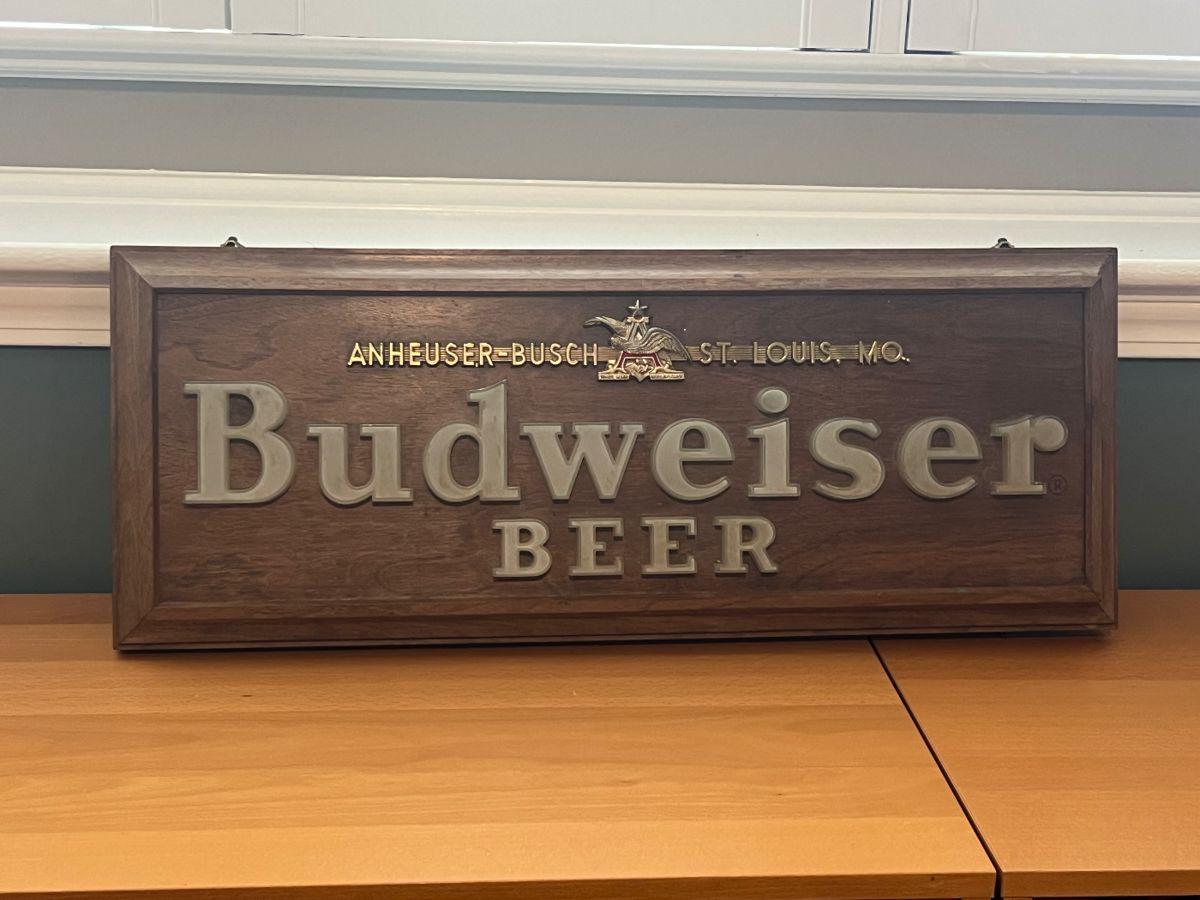 ANHEUSER-BUSCH ST. LOUIS, MO.
Budweiser®
BEER